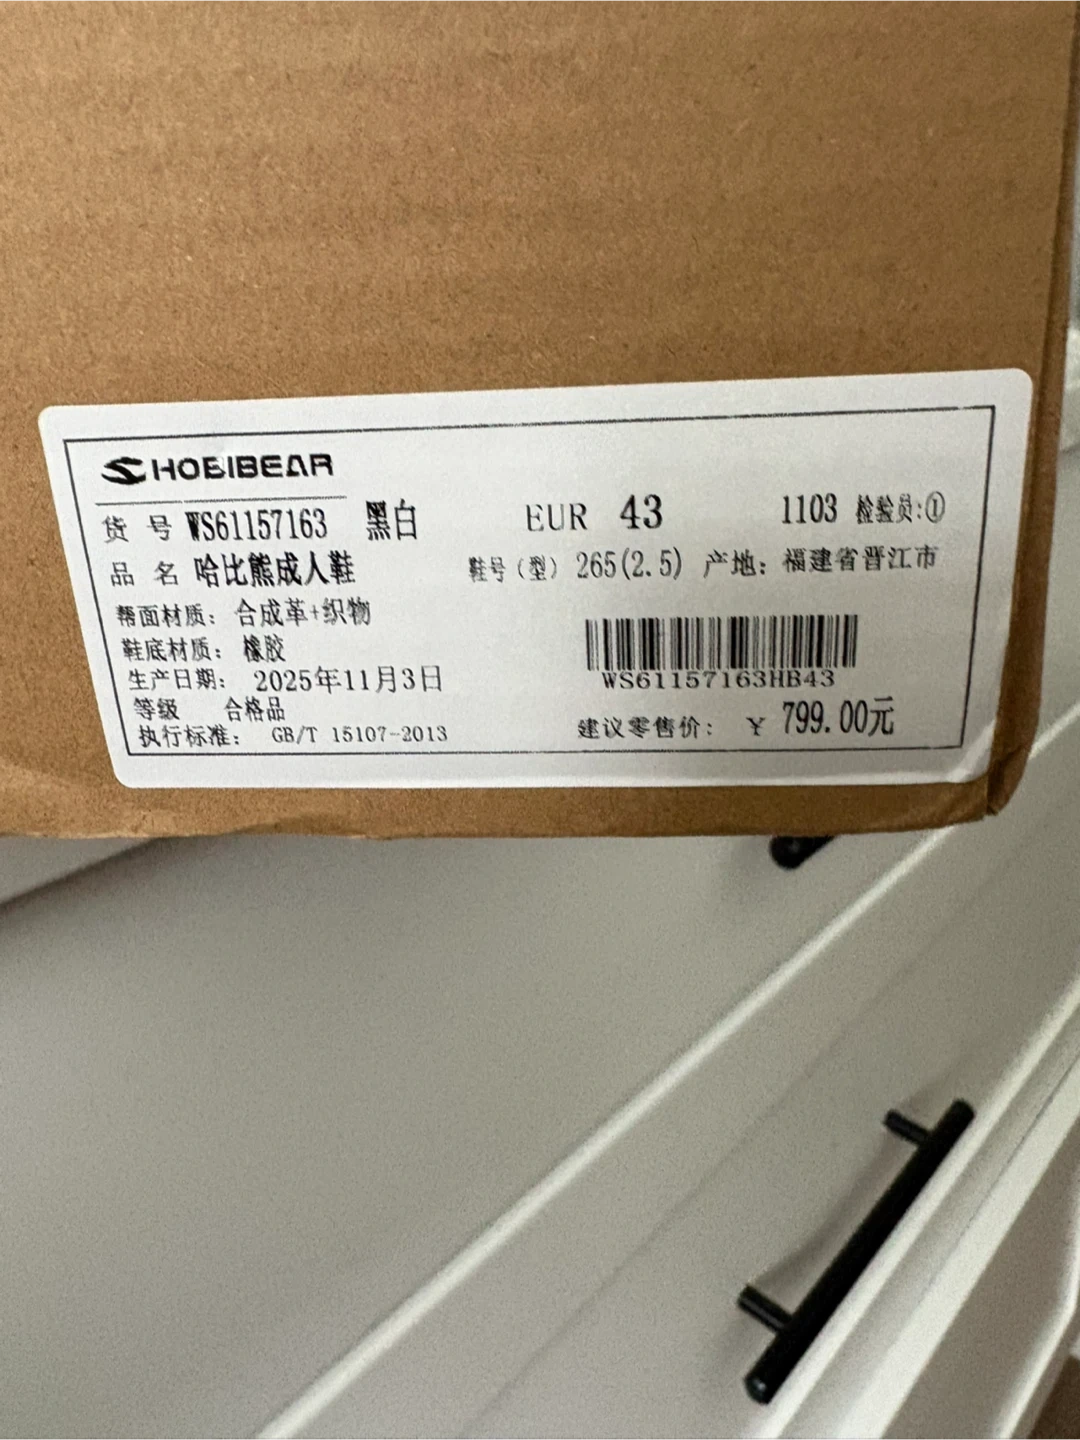 HOBIBEAR
货号 WS61157163 黑白 EUR 43 1103 检验员:①
品名 哈比熊成人鞋 鞋号（型） 265(2.5) 产地：福建省晋江市
帮面材质： 合成革+织物
鞋底材质： 橡胶
生产日期： 2025年11月3日
WS61157163HB43
等级 合格品
执行标准： GB/T 15107-2013
建议零售价： ￥ 799.00元